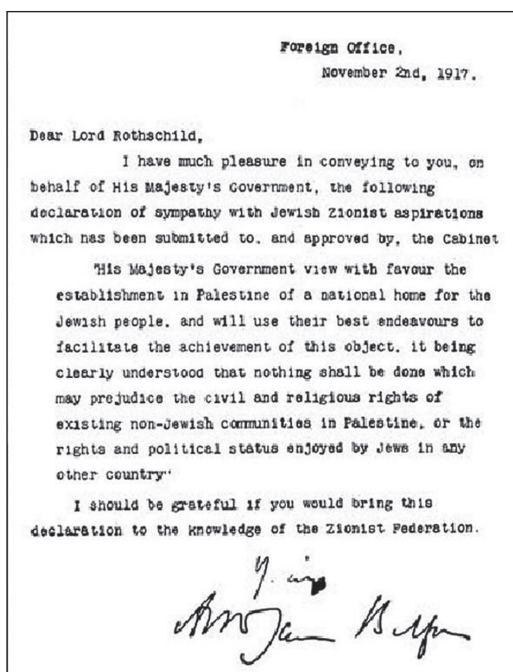 Foreign Office,
November 2nd, 1917.
Dear Lord Rothschild,
I have much pleasure in conveying to you, on
behalf of His Majesty's Government, the following
declaration of sympathy with Jewish Zionist aspirations
which has been submitted to, and approved by, the Cabinet
"His Majesty's Government view with favour the
establishment in Palestine of a national home for the
Jewish people, and will use their best endeavours to
facilitate the achievement of this object, it being
clearly understood that nothing shall be done which
may prejudice the civil and religious rights of
existing non-Jewish communities in Palestine, or the
rights and political status enjoyed by Jews in any
other country"
I should be grateful if you would bring this
declaration to the knowledge of the Zionist Federation.